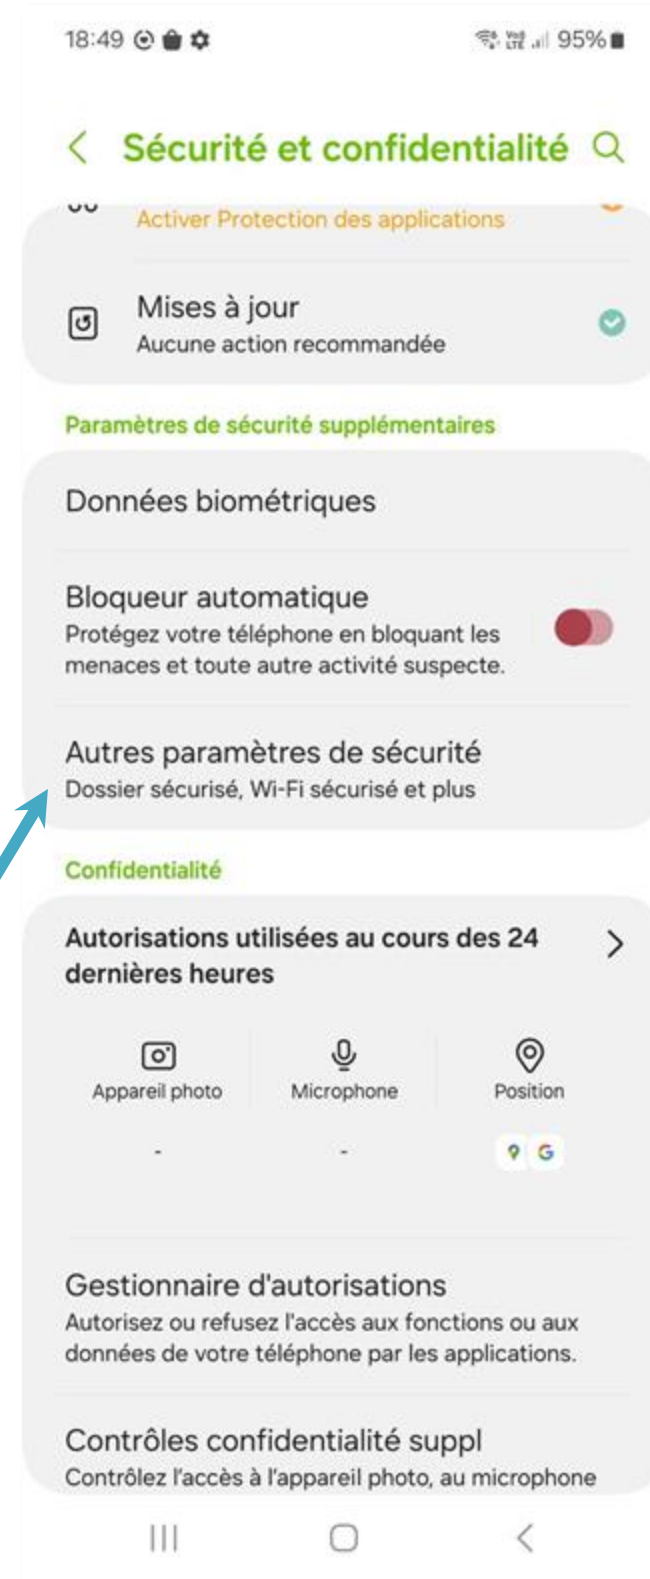 18:49
VoLTE 95%
Sécurité et confidentialité
Activer Protection des applications
Mises à jour
Aucune action recommandée
Paramètres de sécurité supplémentaires
Données biométriques
Bloqueur automatique
Protégez votre téléphone en bloquant les
menaces et toute autre activité suspecte.
Autres paramètres de sécurité
Dossier sécurisé, Wi-Fi sécurisé et plus
Confidentialité
Autorisations utilisées au cours des 24
dernières heures
Appareil photo Microphone Position
- - G
Gestionnaire d'autorisations
Autorisez ou refusez l'accès aux fonctions ou aux
données de votre téléphone par les applications.
Contrôles confidentialité suppl
Contrôlez l'accès à l'appareil photo, au microphone